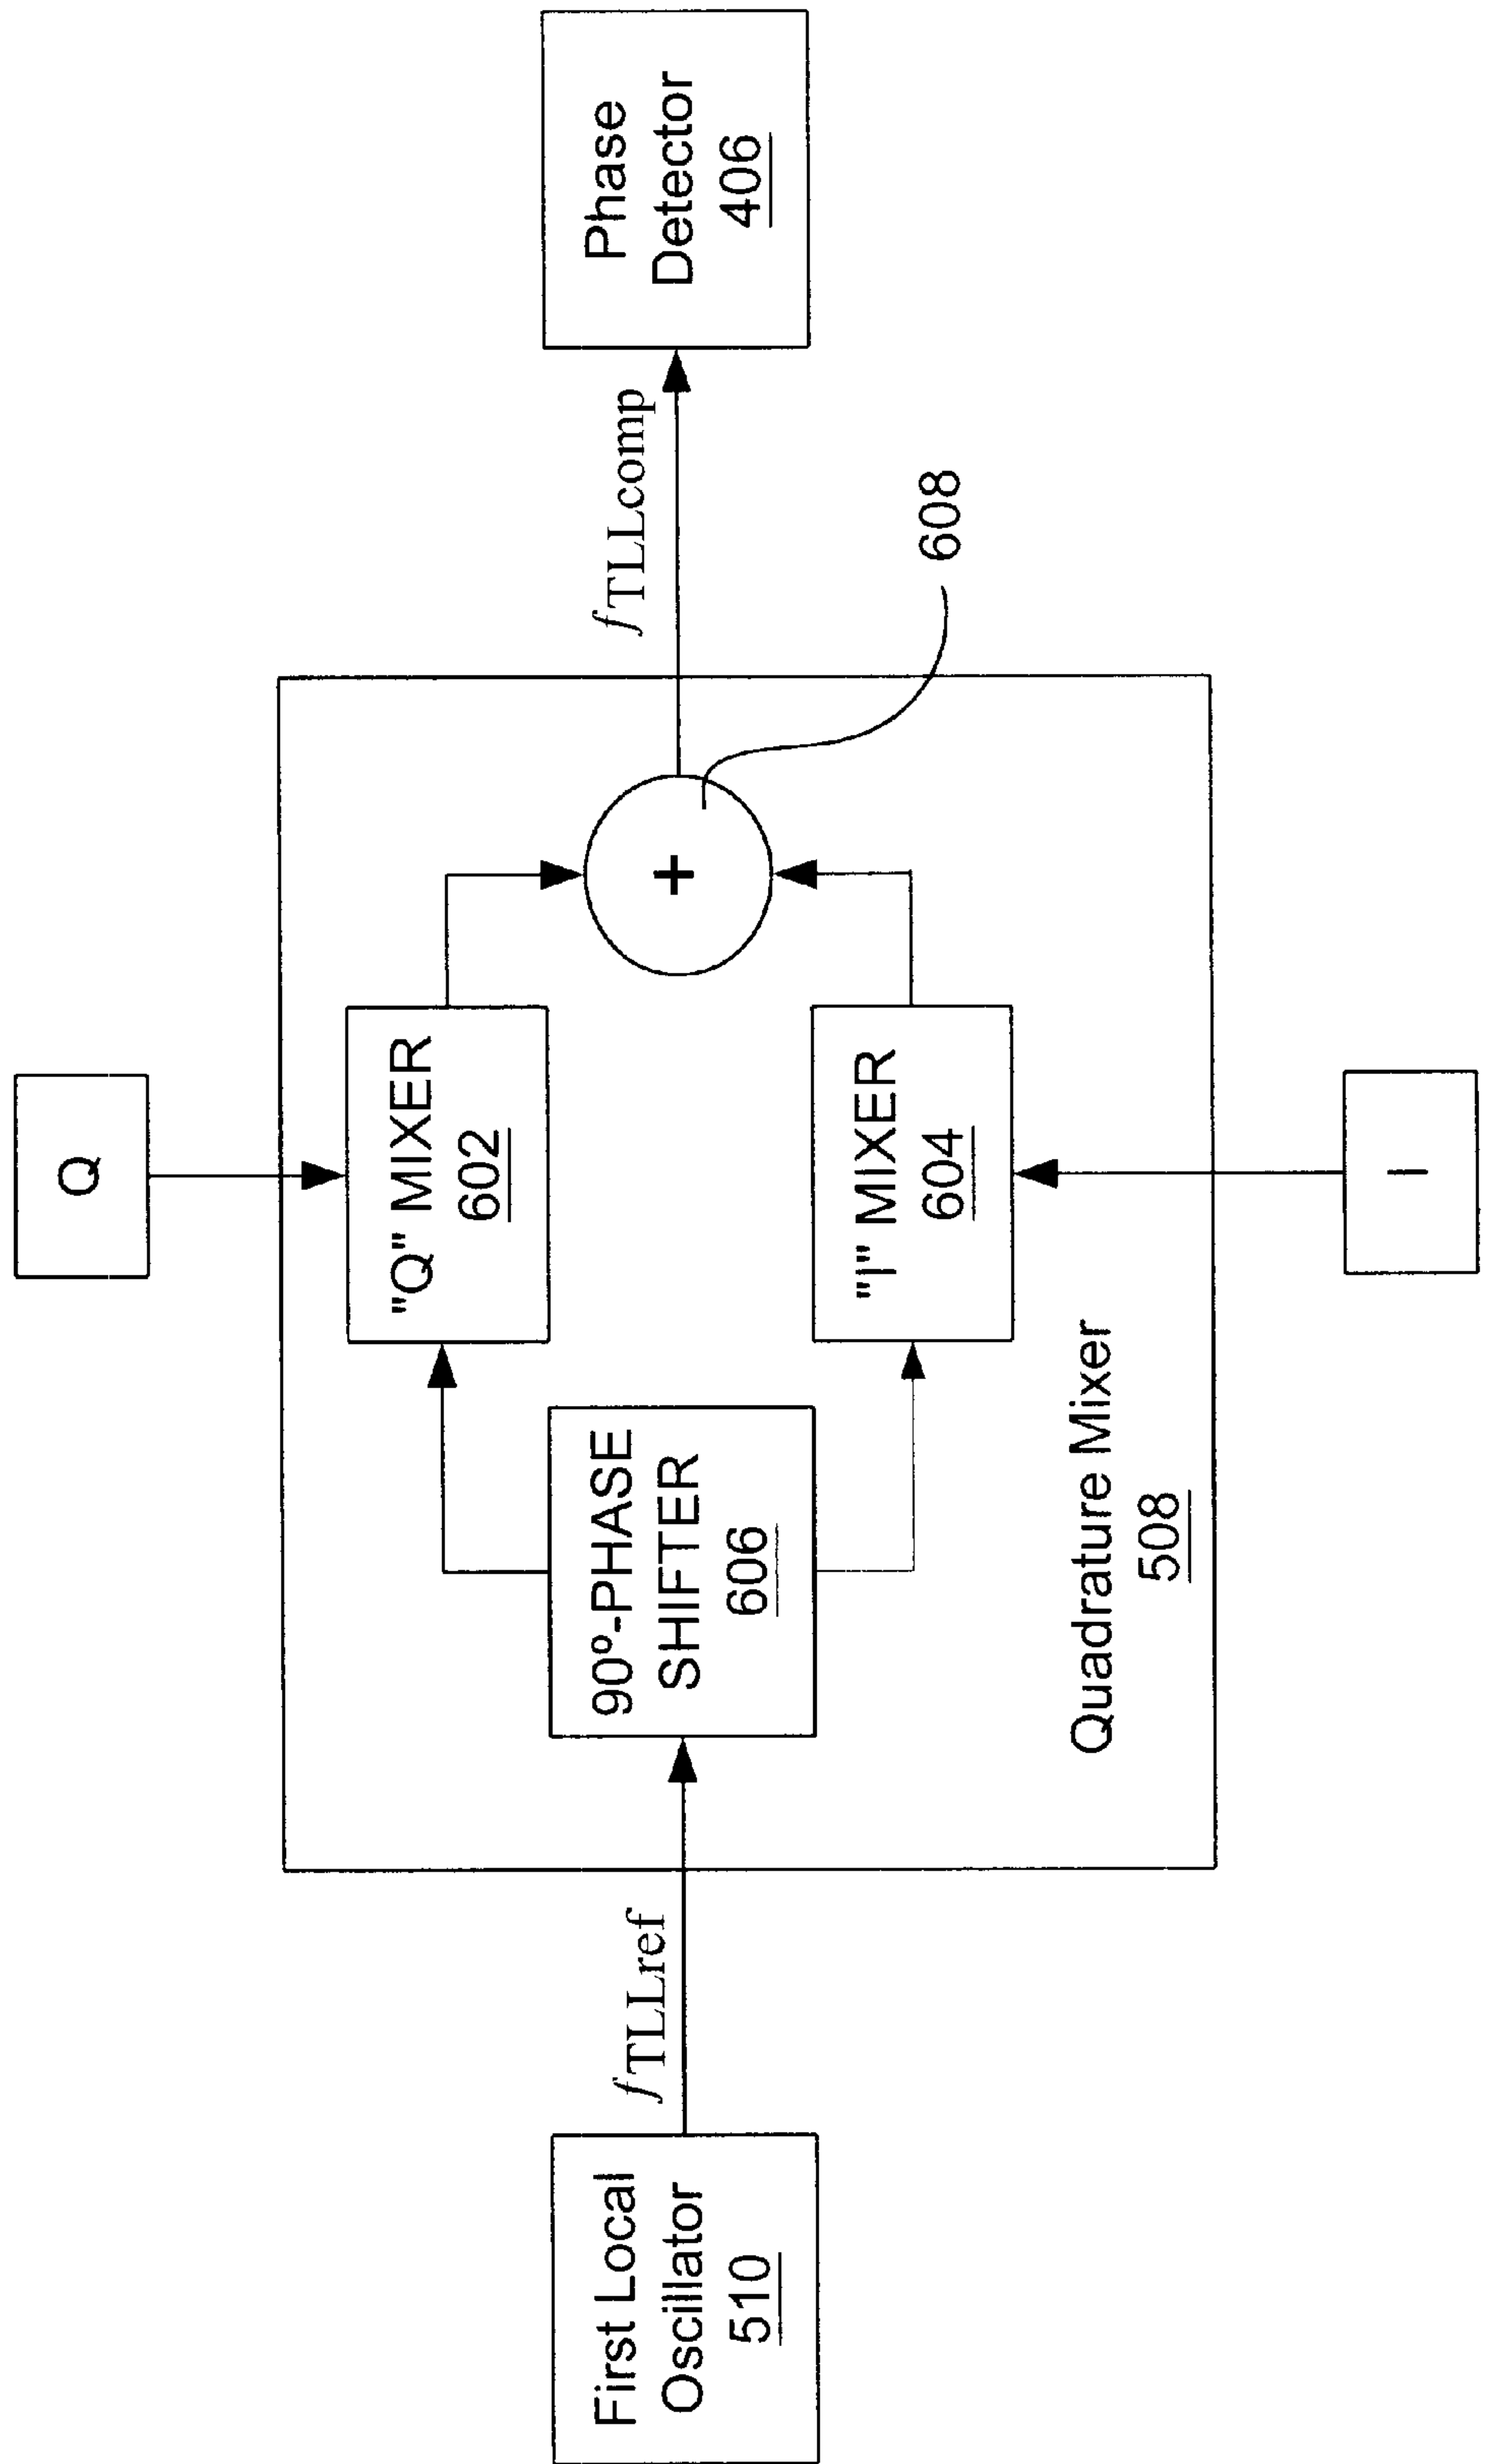 Q
First Local
Oscillator
510
fTLLref
90º-PHASE
SHIFTER
606
"Q" MIXER
602
"I" MIXER
604
+
608
fTLLcomp
Phase
Detector
406
Quadrature Mixer
508
I